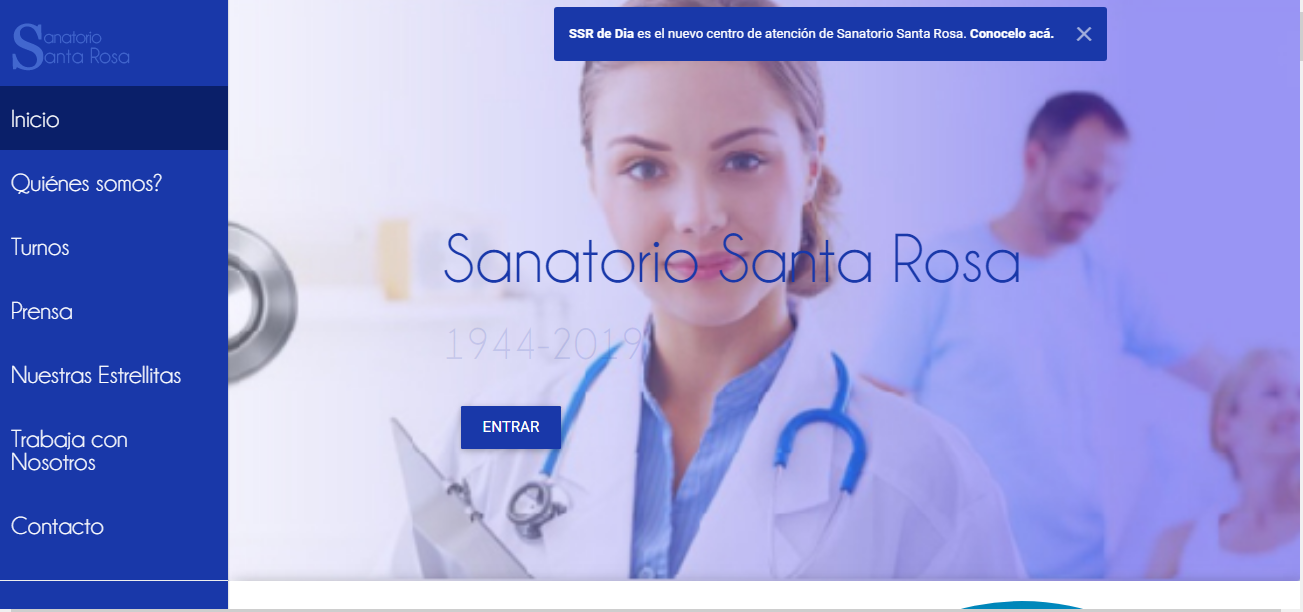 Sanatorio
Santa Rosa
Inicio
Quiénes somos?
Turnos
Prensa
Nuestras Estrellitas
Trabaja con
Nosotros
Contacto
SSR de Dia es el nuevo centro de atención de Sanatorio Santa Rosa. Conocelo acá.
Sanatorio Santa Rosa
1944-2019
ENTRAR